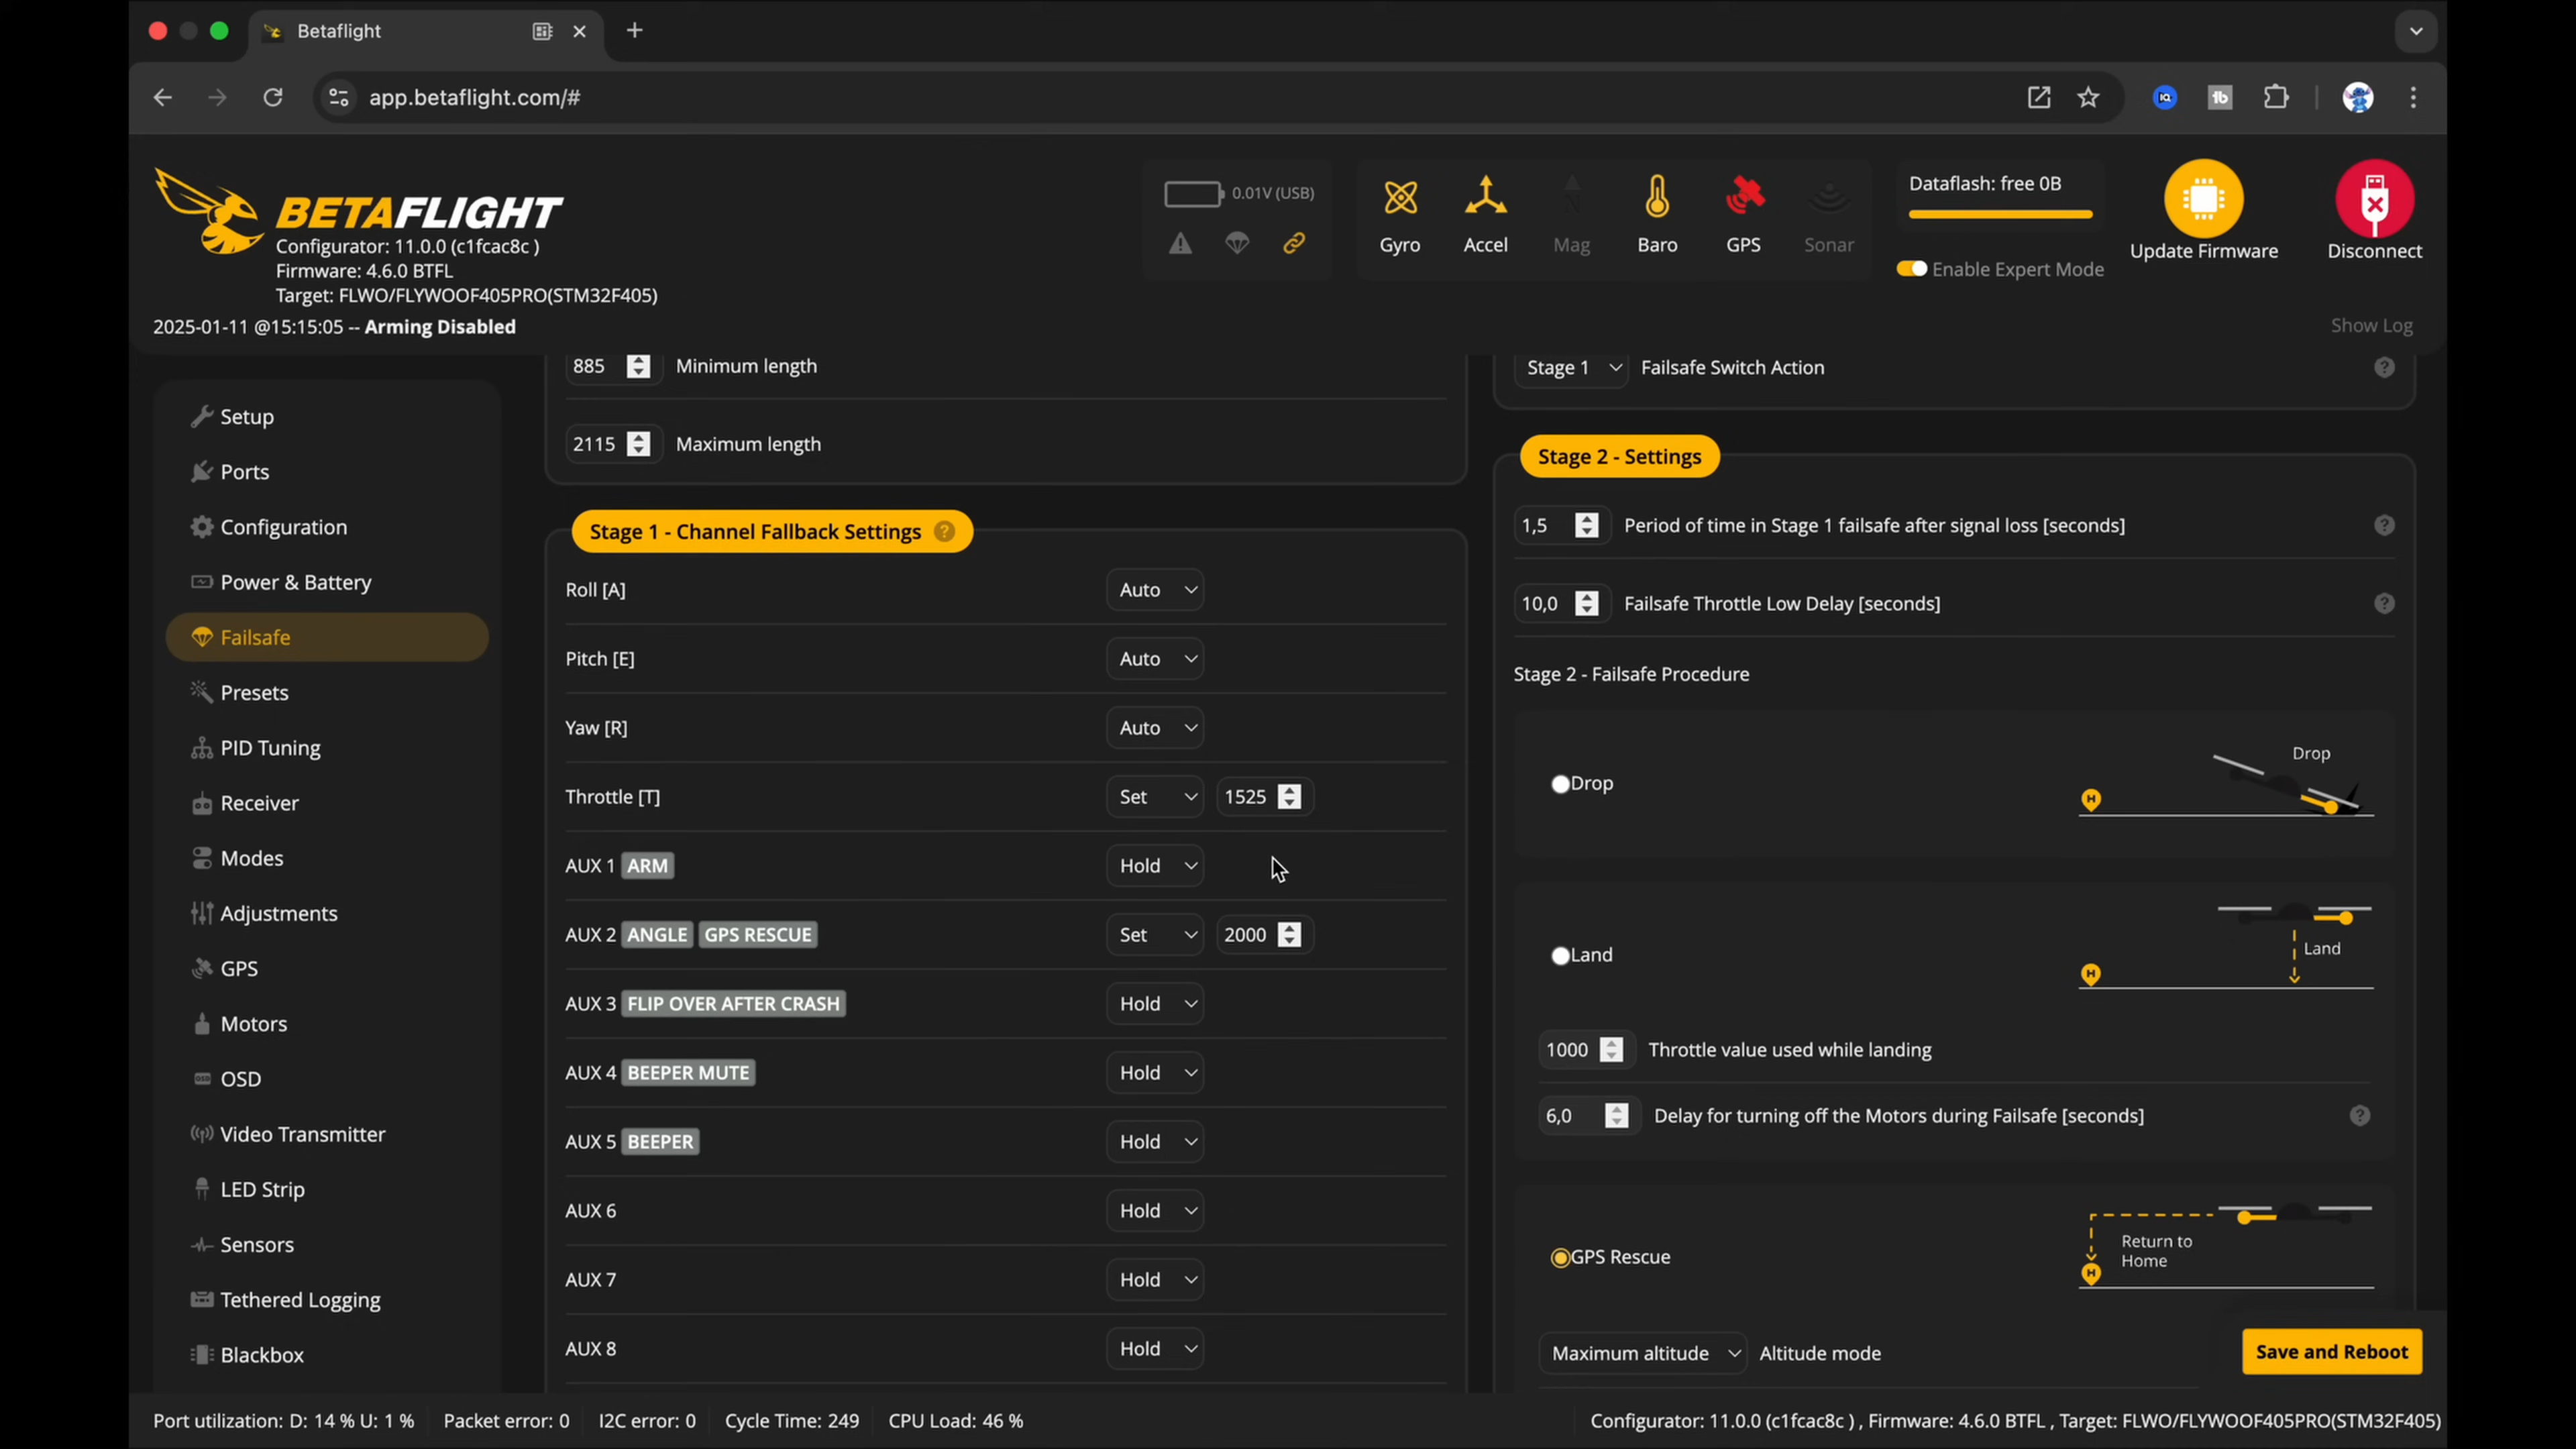 Betaflight
app.betaflight.com/#
BETAFLIGHT
Configurator: 11.0.0 (c1fcac8c )
Firmware: 4.6.0 BTFL
Target: FLWO/FLYWOOF405PRO(STM32F405)
0.01V (USB)
Gyro
Accel
Mag
Baro
GPS
Sonar
Dataflash: free 0B
Enable Expert Mode
Update Firmware
Disconnect
2025-01-11 @15:15:05 -- Arming Disabled
Show Log
Setup
Ports
Configuration
Power & Battery
Failsafe
Presets
PID Tuning
Receiver
Modes
Adjustments
GPS
Motors
OSD
Video Transmitter
LED Strip
Sensors
Tethered Logging
Blackbox
885 Minimum length
2115 Maximum length
Stage 1 - Channel Fallback Settings ?
Roll [A] Auto
Pitch [E] Auto
Yaw [R] Auto
Throttle [T] Set 1525
AUX 1 ARM Hold
AUX 2 ANGLE GPS RESCUE Set 2000
AUX 3 FLIP OVER AFTER CRASH Hold
AUX 4 BEEPER MUTE Hold
AUX 5 BEEPER Hold
AUX 6 Hold
AUX 7 Hold
AUX 8 Hold
Stage 1 Failsafe Switch Action ?
Stage 2 - Settings
1,5 Period of time in Stage 1 failsafe after signal loss [seconds] ?
10,0 Failsafe Throttle Low Delay [seconds] ?
Stage 2 - Failsafe Procedure
Drop
Drop
H
Land
Land
H
1000 Throttle value used while landing
6,0 Delay for turning off the Motors during Failsafe [seconds] ?
GPS Rescue
Return to
Home
H
Maximum altitude Altitude mode
Save and Reboot
Port utilization: D: 14 % U: 1 % Packet error: 0 I2C error: 0 Cycle Time: 249 CPU Load: 46 %
Configurator: 11.0.0 (c1fcac8c ) , Firmware: 4.6.0 BTFL , Target: FLWO/FLYWOOF405PRO(STM32F405)